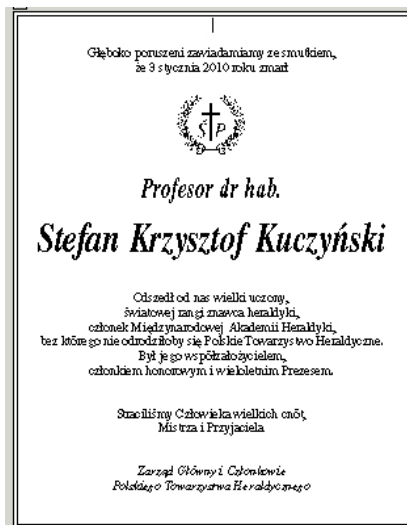 Głęboko poruszeni zawiadamiamy ze smutkiem,
że 3 stycznia 2010 roku zmarł
Ś P
Profesor dr hab.
Stefan Krzysztof Kuczyński
Odszedł od nas wielki uczony,
światowej rangi znawca heraldyki,
członek Międzynarodowej Akademii Heraldyki,
bez którego nie odrodziłoby się Polskie Towarzystwo Heraldyczne.
Był jego współzałożycielem,
członkiem honorowym i wieloletnim Prezesem.
Straciliśmy Człowieka wielkich cnót,
Mistrza i Przyjaciela
Zarząd Główny i Członkowie
Polskiego Towarzystwa Heraldycznego